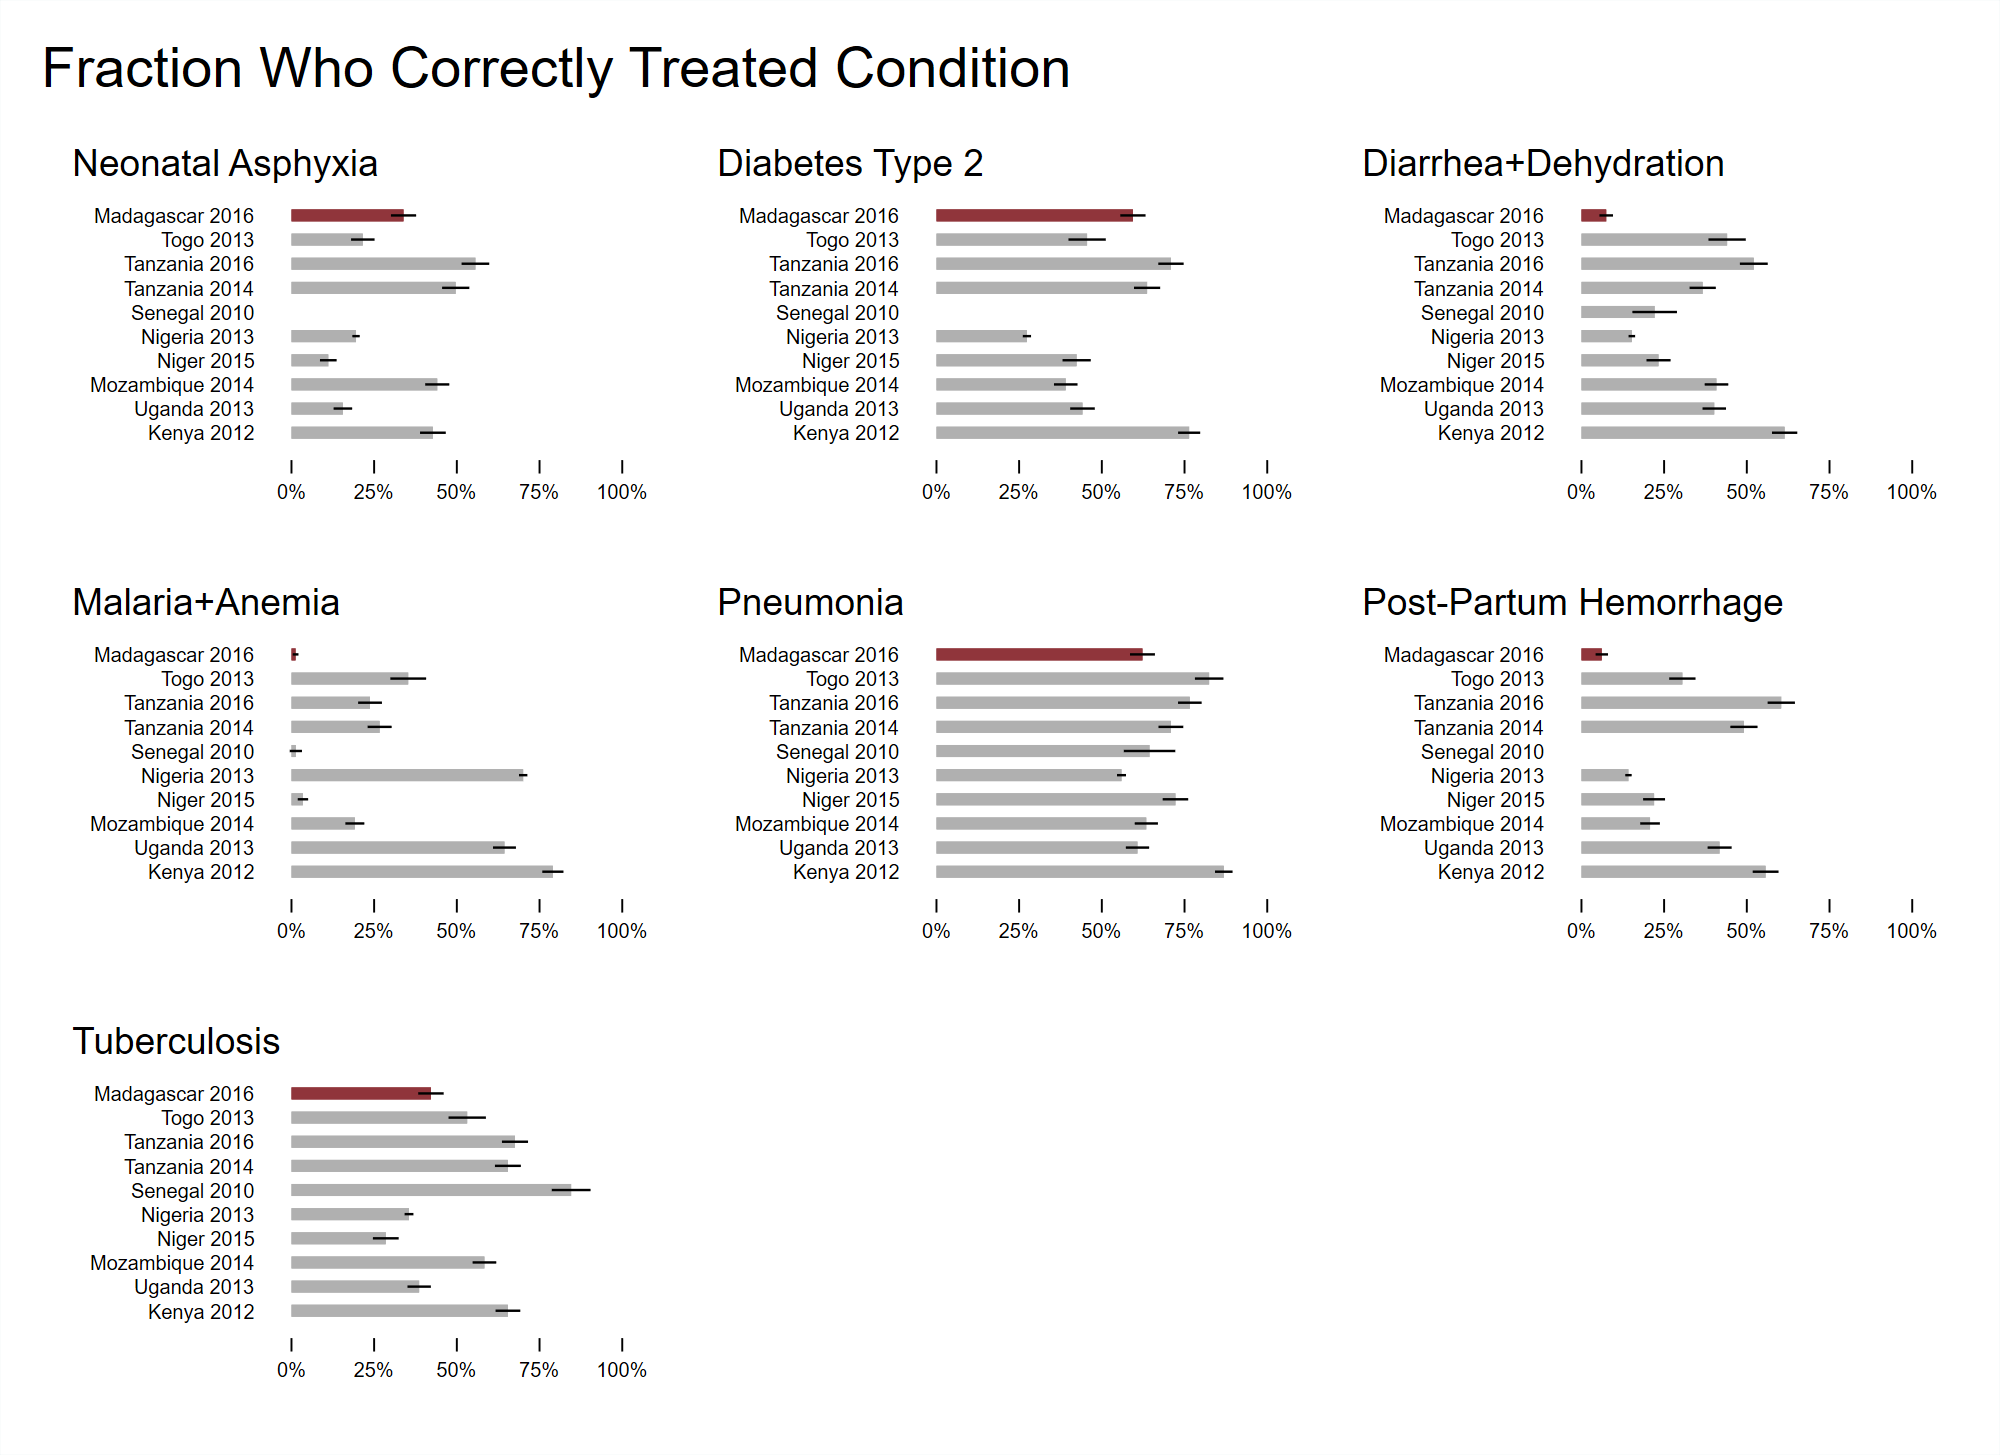 Fraction Who Correctly Treated Condition
Neonatal Asphyxia
Madagascar 2016
Togo 2013
Tanzania 2016
Tanzania 2014
Senegal 2010
Nigeria 2013
Niger 2015
Mozambique 2014
Uganda 2013
Kenya 2012
0% 25% 50% 75% 100%
Diabetes Type 2
Madagascar 2016
Togo 2013
Tanzania 2016
Tanzania 2014
Senegal 2010
Nigeria 2013
Niger 2015
Mozambique 2014
Uganda 2013
Kenya 2012
0% 25% 50% 75% 100%
Diarrhea+Dehydration
Madagascar 2016
Togo 2013
Tanzania 2016
Tanzania 2014
Senegal 2010
Nigeria 2013
Niger 2015
Mozambique 2014
Uganda 2013
Kenya 2012
0% 25% 50% 75% 100%
Malaria+Anemia
Madagascar 2016
Togo 2013
Tanzania 2016
Tanzania 2014
Senegal 2010
Nigeria 2013
Niger 2015
Mozambique 2014
Uganda 2013
Kenya 2012
0% 25% 50% 75% 100%
Pneumonia
Madagascar 2016
Togo 2013
Tanzania 2016
Tanzania 2014
Senegal 2010
Nigeria 2013
Niger 2015
Mozambique 2014
Uganda 2013
Kenya 2012
0% 25% 50% 75% 100%
Post-Partum Hemorrhage
Madagascar 2016
Togo 2013
Tanzania 2016
Tanzania 2014
Senegal 2010
Nigeria 2013
Niger 2015
Mozambique 2014
Uganda 2013
Kenya 2012
0% 25% 50% 75% 100%
Tuberculosis
Madagascar 2016
Togo 2013
Tanzania 2016
Tanzania 2014
Senegal 2010
Nigeria 2013
Niger 2015
Mozambique 2014
Uganda 2013
Kenya 2012
0% 25% 50% 75% 100%